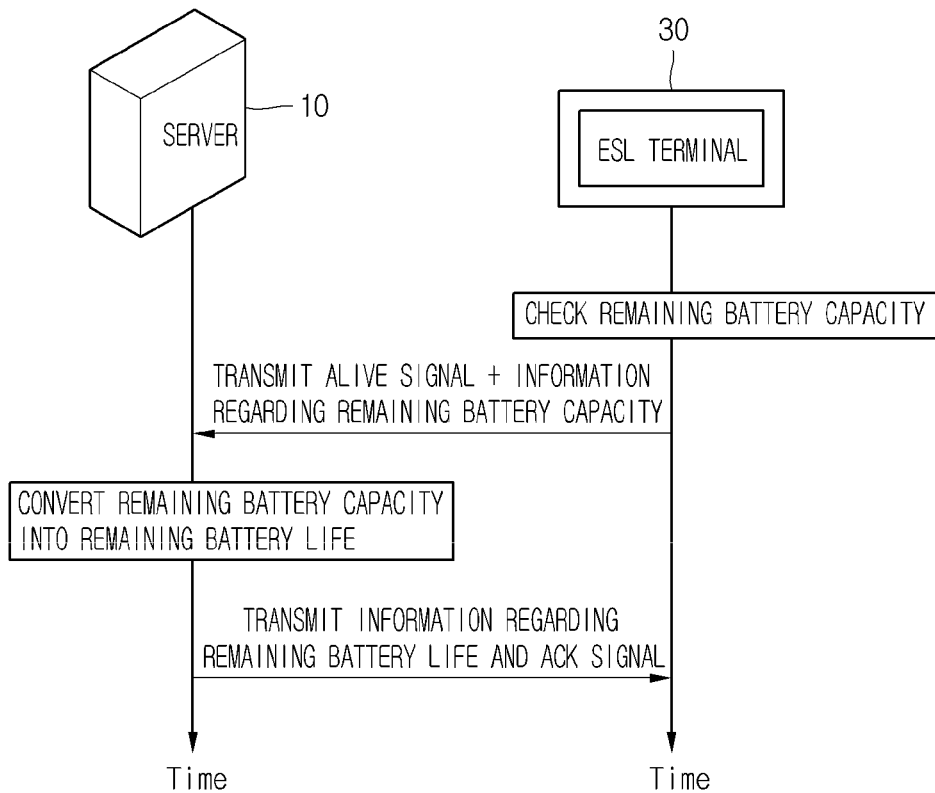 30
10
SERVER
ESL TERMINAL
CHECK REMAINING BATTERY CAPACITY
TRANSMIT ALIVE SIGNAL + INFORMATION
REGARDING REMAINING BATTERY CAPACITY
CONVERT REMAINING BATTERY CAPACITY
INTO REMAINING BATTERY LIFE
TRANSMIT INFORMATION REGARDING
REMAINING BATTERY LIFE AND ACK SIGNAL
Time
Time